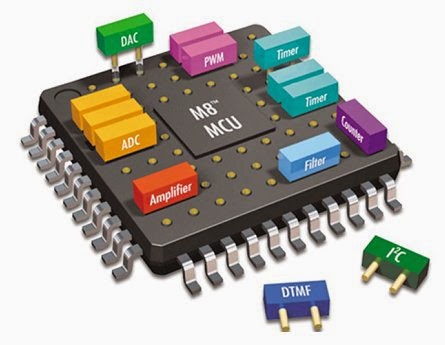 DAC
PWM
Timer
Timer
M8™
MCU
Counter
ADC
Filter
Amplifier
I²C
DTMF